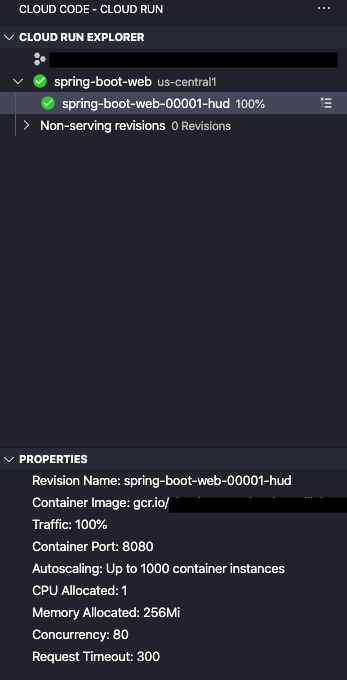 CLOUD CODE - CLOUD RUN
CLOUD RUN EXPLORER
spring-boot-web us-central1
spring-boot-web-00001-hud 100%
Non-serving revisions 0 Revisions
PROPERTIES
Revision Name: spring-boot-web-00001-hud
Container Image: gcr.io/
Traffic: 100%
Container Port: 8080
Autoscaling: Up to 1000 container instances
CPU Allocated: 1
Memory Allocated: 256Mi
Concurrency: 80
Request Timeout: 300